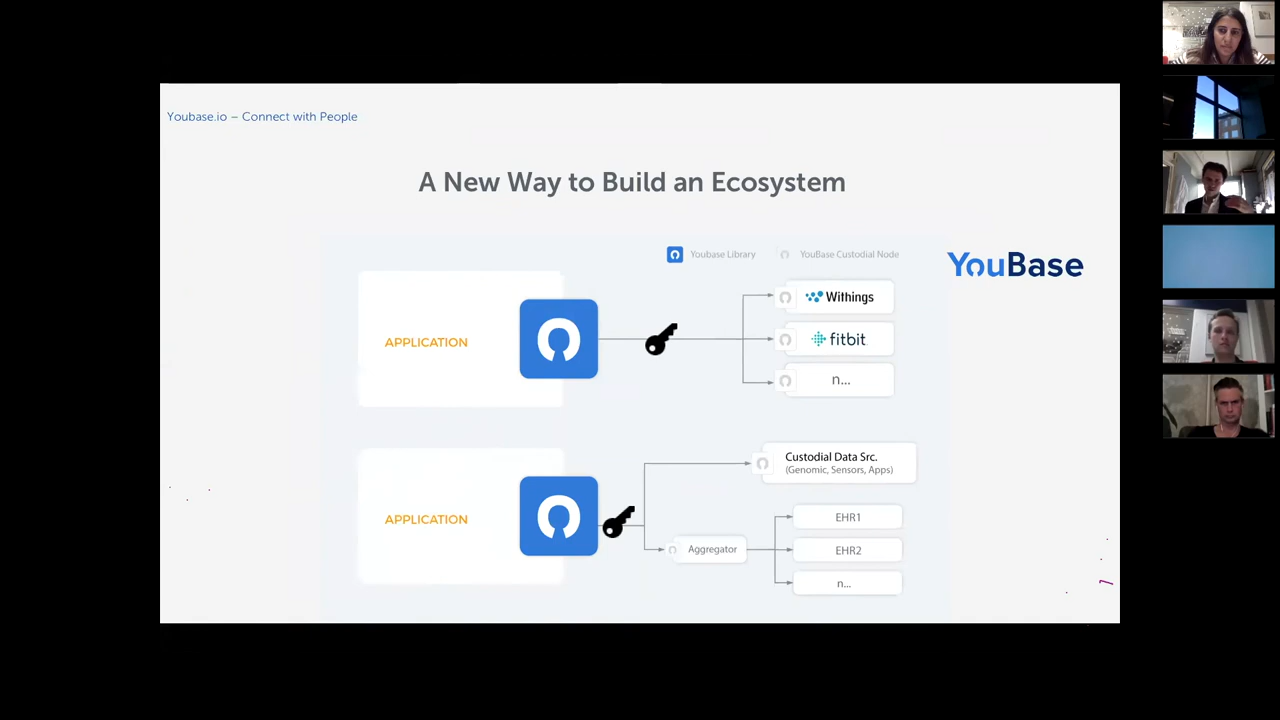 Youbase.io – Connect with People
A New Way to Build an Ecosystem
Youbase Library
YouBase Custodial Node
YouBase
APPLICATION
Withings
fitbit
n...
APPLICATION
Custodial Data Src.
(Genomic, Sensors, Apps)
Aggregator
EHR1
EHR2
n...